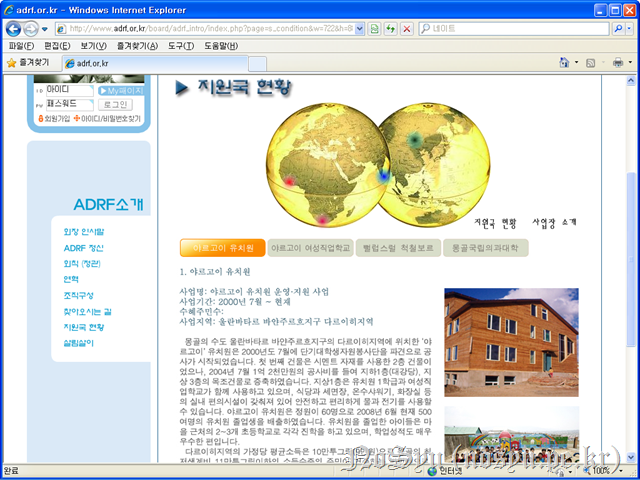 adrf.or.kr - Windows Internet Explorer
http://www.adrf.or.kr/board/adrf_intro/index.php?page=s_condition&w=722&h=8
네이트
파일(F) 편집(E) 보기(V) 즐겨찾기(A) 도구(T) 도움말(H)
즐겨찾기 adrf.or.kr
ID 아이디 My페이지
PW 패스워드 로그인
회원가입 아이디/비밀번호찾기
ADRF소개
회장 인사말
ADRF 정신
회칙 (정관)
연혁
조직구성
찾아오시는 길
지원국 현황
살림살이
지원국 현황
지원국 현황 사업장 소개
야르고이 유치원 야르고이 여성직업학교 뻘럽스럴 척철보르 몽골국립의과대학
1. 야르고이 유치원
사업명: 야르고이 유치원 운영·지원 사업
사업기간: 2000년 7월 ~ 현재
수혜주민수:
사업지역: 울란바타르 바얀주르흐지구 다르이히지역
몽골의 수도 울란바타르 바얀주르흐지구의 다르이히지역에 위치한 '야
르고이' 유치원은 2000년도 7월에 단기대학생자원봉사단을 파견으로 공
사가 시작되었습니다. 첫 번째 건물은 시멘트 자재를 사용한 2층 건물이
었으나, 2004년 7월 1억 2천만원의 공사비를 들여 지하1층(대강당), 지
상 3층의 목조건물로 증축하였습니다. 지상1층은 유치원 1학급과 여성직
업학교가 함께 사용하고 있으며, 식당과 세면장, 온수샤워기, 화장실 등
의 실내 편의시설이 갖춰져 있어 안전하고 편리하게 물과 전기를 사용할
수 있습니다. 야르고이 유치원은 정원이 60명으로 2008년 6월 현재 500
여명의 유치원 졸업생을 배출하였습니다. 유치원을 졸업한 아이들은 마
을 근처의 2~3개 초등학교로 각각 진학을 하고 있으며, 학업성적도 매우
우수한 편입니다.
다르이히지역의 가정당 평균소득은 10만투그릭
완료 인터넷 100%